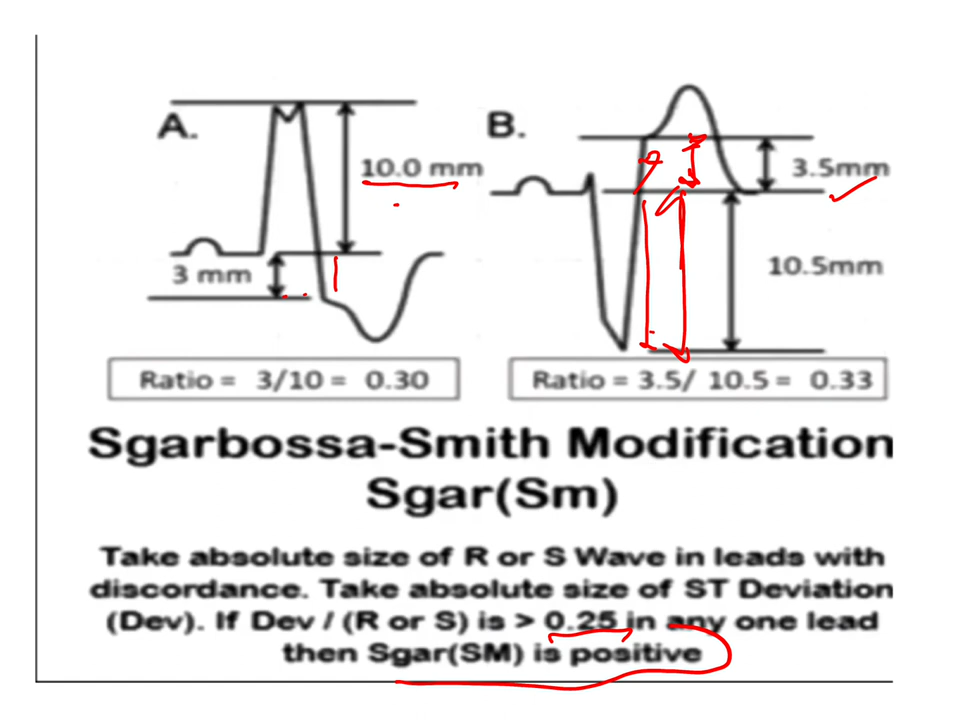 A.
B.
10.0 mm
3.5mm
3 mm
10.5mm
Ratio = 3/10 = 0.30
Ratio = 3.5/ 10.5 = 0.33
Sgarbossa-Smith Modification
Sgar(Sm)
Take absolute size of R or S Wave in leads with
discordance. Take absolute size of ST Deviation
(Dev). If Dev / (R or S) is > 0.25 in any one lead
then Sgar(SM) is positive